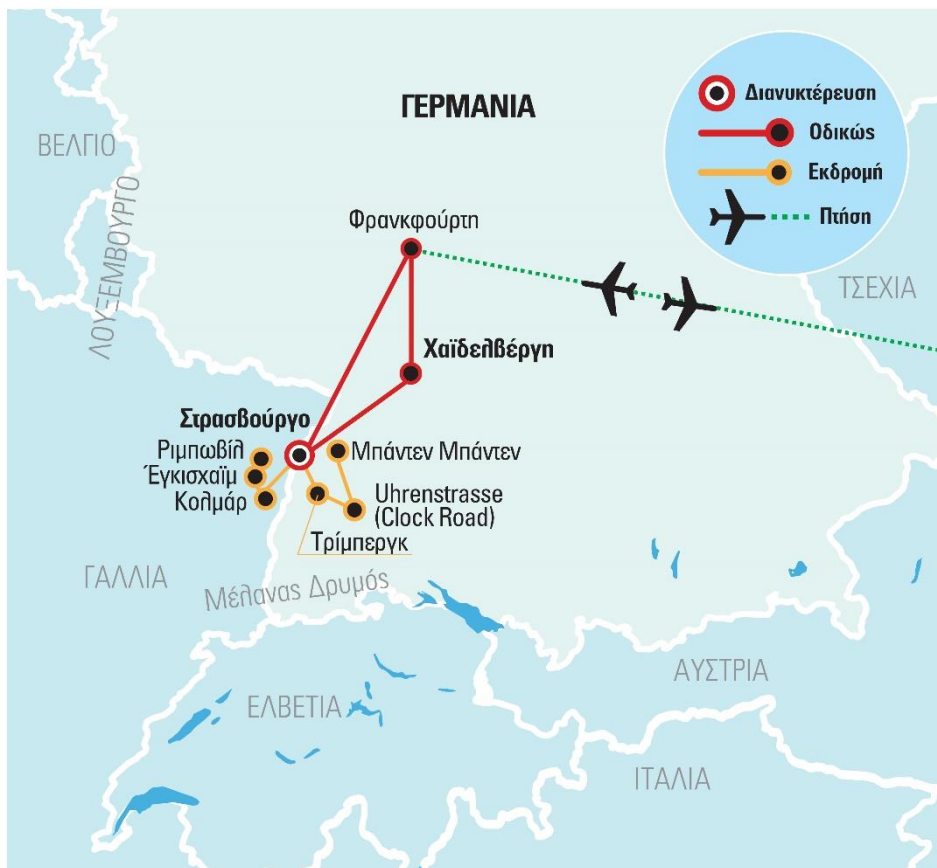 ΓΕΡΜΑΝΙΑ
Διανυκτέρευση
Οδικώς
Εκδρομή
Πτήση
ΒΕΛΓΙΟ
ΛΟΥΞΕΜΒΟΥΡΓΟ
Φρανκφούρτη
ΤΣΕΧΙΑ
Χαϊδελβέργη
Στρασβούργο
Ριμπωβίλ
Έγκισχαϊμ
Κολμάρ
Μπάντεν Μπάντεν
Uhrenstrasse
(Clock Road)
Τρίμπεργκ
ΓΑΛΛΙΑ
Μέλανας Δρυμός
ΑΥΣΤΡΙΑ
ΕΛΒΕΤΙΑ
ΙΤΑΛΙΑ